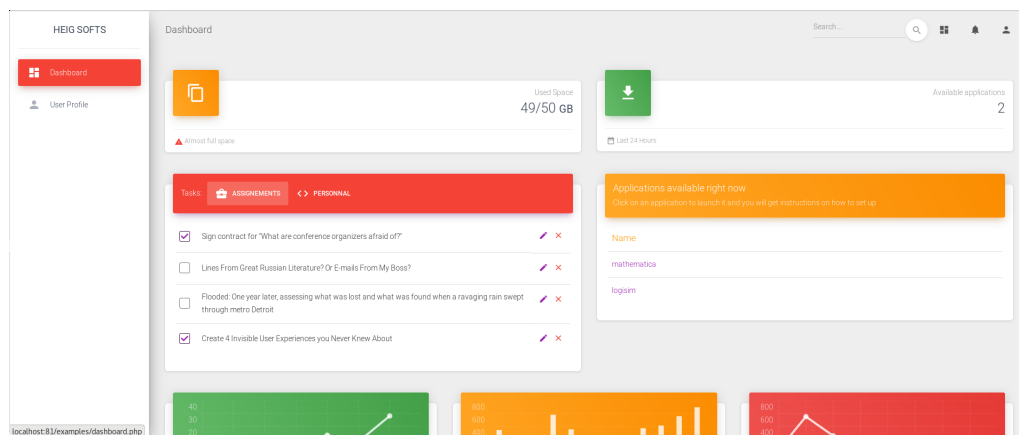 HEIG SOFTS
Dashboard
Search...
Dashboard
User Profile
Used Space
49/50 GB
Almost full space
Available applications
2
Last 24 Hours
Tasks:
ASSIGNEMENTS
PERSONNAL
Sign contract for "What are conference organizers afraid of?"
Lines From Great Russian Literature? Or E-mails From My Boss?
Flooded: One year later, assessing what was lost and what was found when a ravaging rain swept
through metro Detroit
Create 4 Invisible User Experiences you Never Knew About
Applications available right now
Click on an application to launch it and you will get instructions on how to set up
Name
mathematica
logisim
40
30
20
800
600
400
800
600
400
localhost:81/examples/dashboard.php